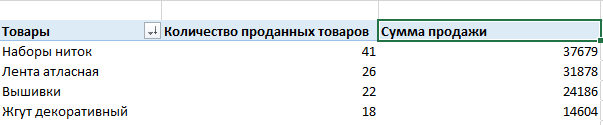 Товары Количество проданных товаров Сумма продажи
Наборы ниток 41 37679
Лента атласная 26 31878
Вышивки 22 24186
Жгут декоративный 18 14604